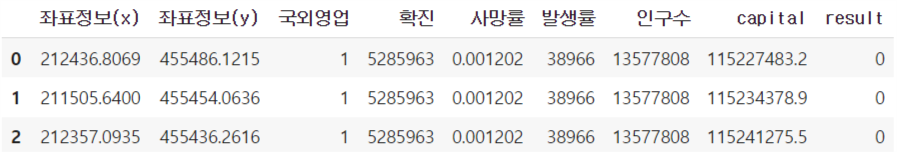 좌표정보(x) 좌표정보(y) 국외영업 확진 사망률 발생률 인구수 capital result
0 212436.8069 455486.1215 1 5285963 0.001202 38966 13577808 115227483.2 0
1 211505.6400 455454.0636 1 5285963 0.001202 38966 13577808 115234378.9 0
2 212357.0935 455436.2616 1 5285963 0.001202 38966 13577808 115241275.5 0